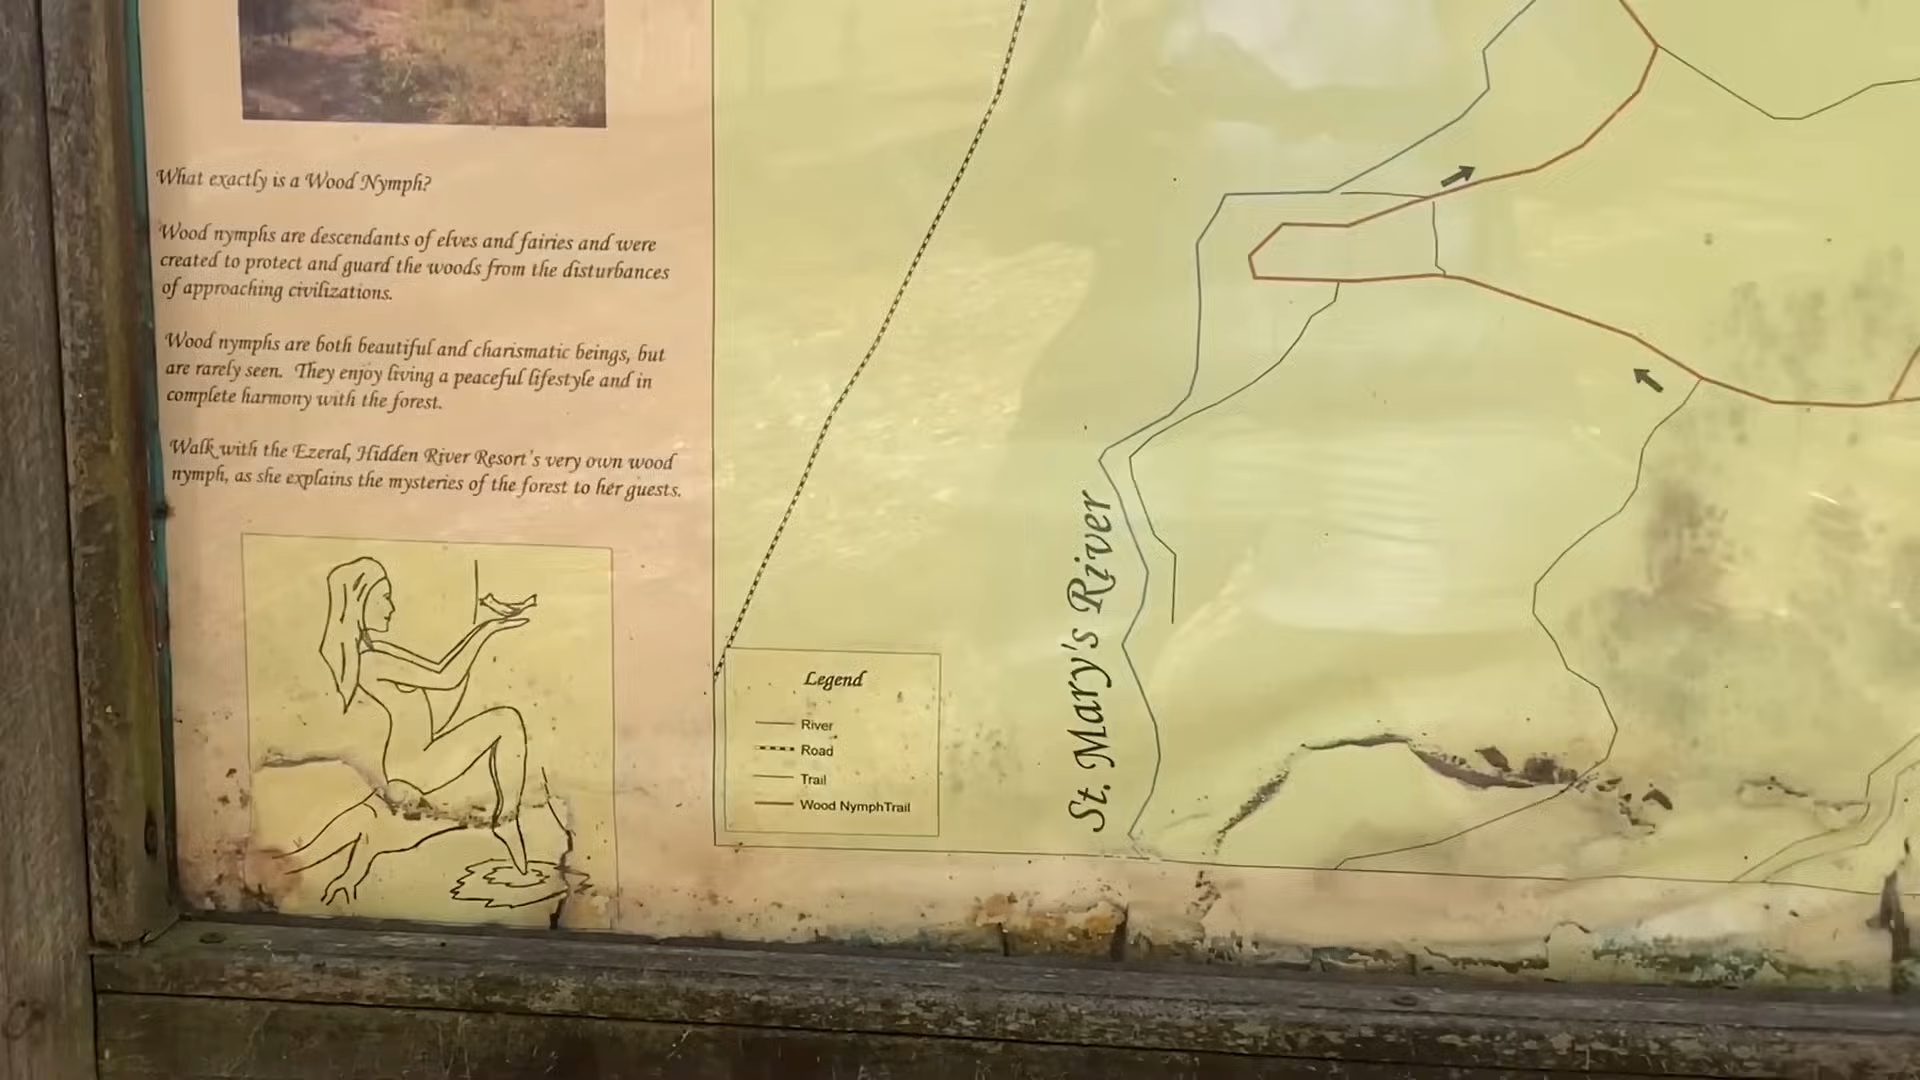 What exactly is a Wood Nymph?
Wood nymphs are descendants of elves and fairies and were
created to protect and guard the woods from the disturbances
of approaching civilizations.
Wood nymphs are both beautiful and charismatic beings, but
are rarely seen. They enjoy living a peaceful lifestyle and in
complete harmony with the forest.
Walk with the Ezeral, Hidden River Resort's very own wood
nymph, as she explains the mysteries of the forest to her guests.
Legend
River
Road
Trail
Wood NymphTrail
St. Mary's River